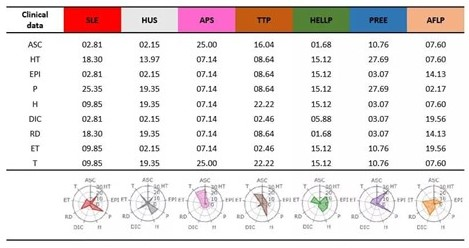 Clinical data SLE HUS APS TTP HELLP PREE AFLP
ASC 02.81 02.15 25.00 16.04 01.68 10.76 07.60
HT 18.30 13.97 07.14 08.64 15.12 27.69 07.60
EPI 02.81 02.15 07.14 08.64 15.12 03.07 14.13
P 25.35 19.35 07.14 08.64 15.12 27.69 02.17
H 09.85 19.35 07.14 22.22 15.12 03.07 07.60
DIC 02.81 02.15 07.14 02.46 05.88 03.07 19.56
RD 18.30 19.35 07.14 08.64 01.68 03.07 14.13
ET 09.85 02.15 07.14 02.46 15.12 10.76 19.56
T 09.85 19.35 25.00 22.22 15.12 10.76 07.60
ASC ASC ASC ASC ASC ASC ASC
T HT T HT T HT T HT T HT T HT T HT
ET EPI ET EPI ET EPI ET EPI ET EPI ET EPI ET EPI
RD P RD P RD P RD P RD P RD P RD P
DIC H DIC H DIC H DIC H DIC H DIC H DIC H